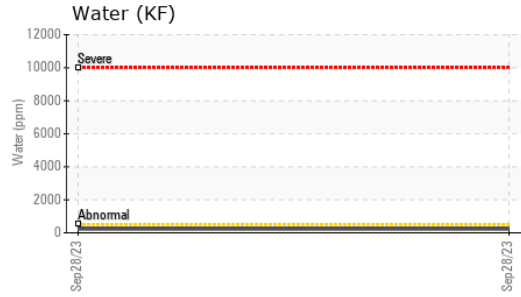 Water (KF)
12000
Severe
10000
8000
6000
Water (ppm)
4000
2000
Abnormal
0
Sep28/23
Sep28/23